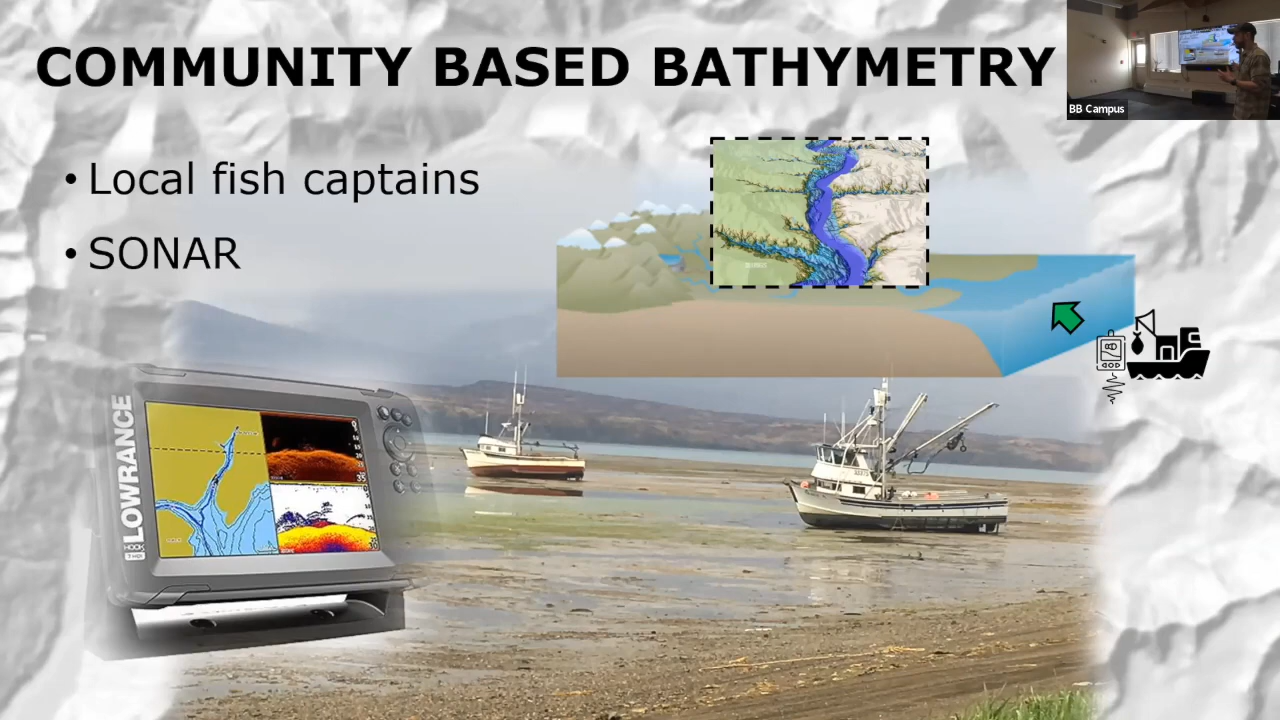 COMMUNITY BASED BATHYMETRY
BB Campus
• Local fish captains
• SONAR
LOWRANCE
HOOK